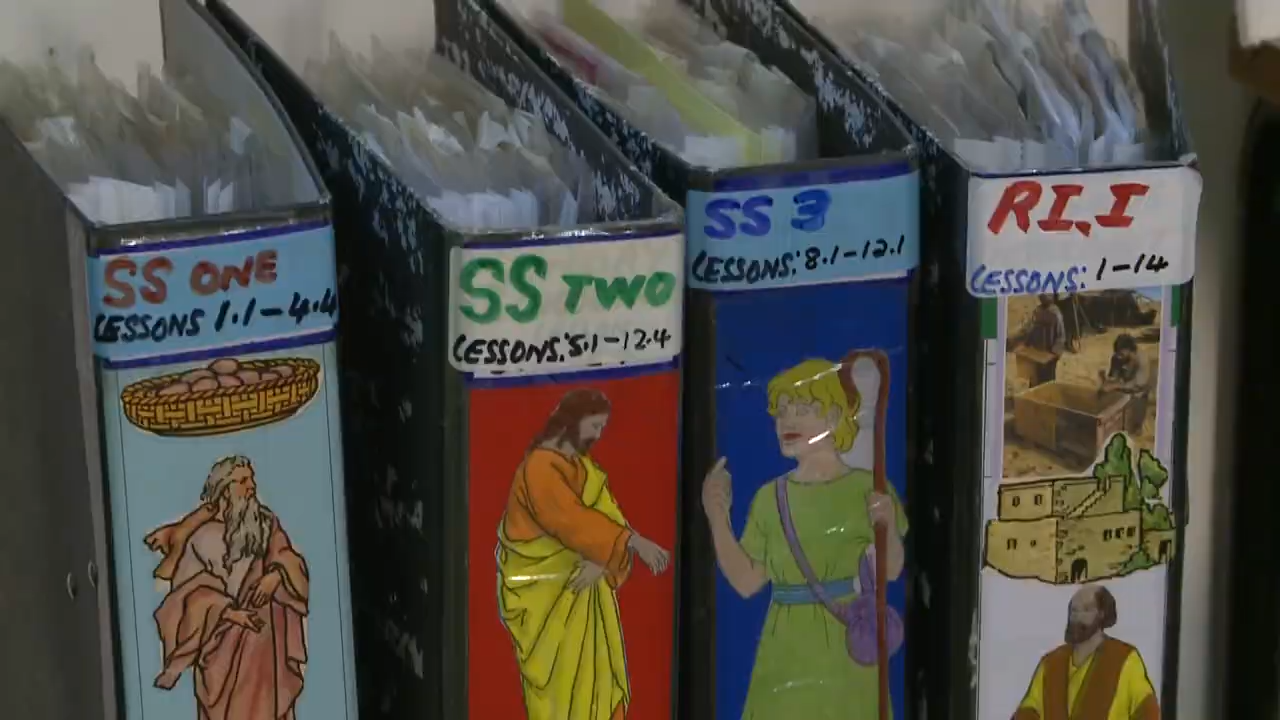 SS ONE
LESSONS 1.1-4.4
SS TWO
LESSONS: 5.1-12.4
SS 3
LESSONS: 8.1-12.1
RI.I
LESSONS: 1-14